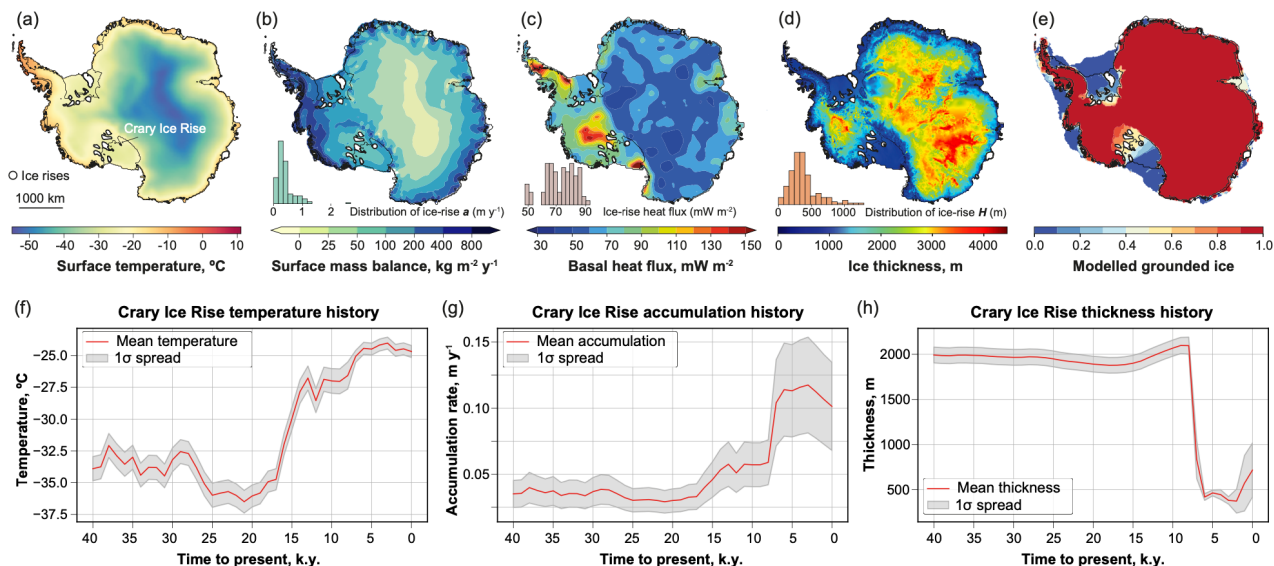 (a)
(b)
(c)
(d)
(e)
Crary Ice Rise
Ice rises
1000 km
0 1 2
Distribution of ice-rise a (m y⁻¹)
50 70 90
Ice-rise heat flux (mW m⁻²)
0 500 1000
Distribution of ice-rise H (m)
−50 −40 −30 −20 −10 0 10
Surface temperature, ºC
0 25 50 100 200 400 800
Surface mass balance, kg m⁻² y⁻¹
30 50 70 90 110 130 150
Basal heat flux, mW m⁻²
0 1000 2000 3000 4000
Ice thickness, m
0.0 0.2 0.4 0.6 0.8 1.0
Modelled grounded ice
(f)
Crary Ice Rise temperature history
Mean temperature
1σ spread
−25.0
−27.5
−30.0
−32.5
−35.0
−37.5
Temperature, ºC
40 35 30 25 20 15 10 5 0
Time to present, k.y.
(g)
Crary Ice Rise accumulation history
Mean accumulation
1σ spread
0.15
0.10
0.05
Accumulation rate, m y⁻¹
40 35 30 25 20 15 10 5 0
Time to present, k.y.
(h)
Crary Ice Rise thickness history
2000
1500
1000
500
Thickness, m
Mean thickness
1σ spread
40 35 30 25 20 15 10 5 0
Time to present, k.y.